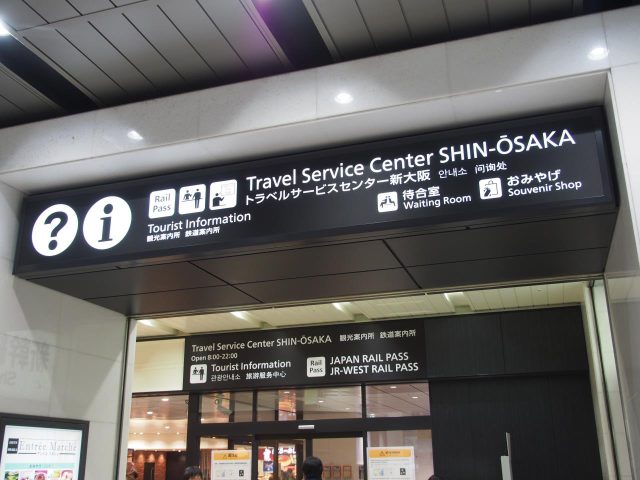 Travel Service Center SHIN-ŌSAKA
トラベルサービスセンター新大阪 안내소 问询处
Rail Pass
Tourist Information
観光案内所 鉄道案内所
待合室
Waiting Room
おみやげ
Souvenir Shop
? i
Travel Service Center SHIN-ŌSAKA 観光案内所 鉄道案内所
Open 8:00-22:00
Tourist Information
관광안내소 旅游服务中心
Rail Pass
JAPAN RAIL PASS
JR-WEST RAIL PASS
Entrée Marché